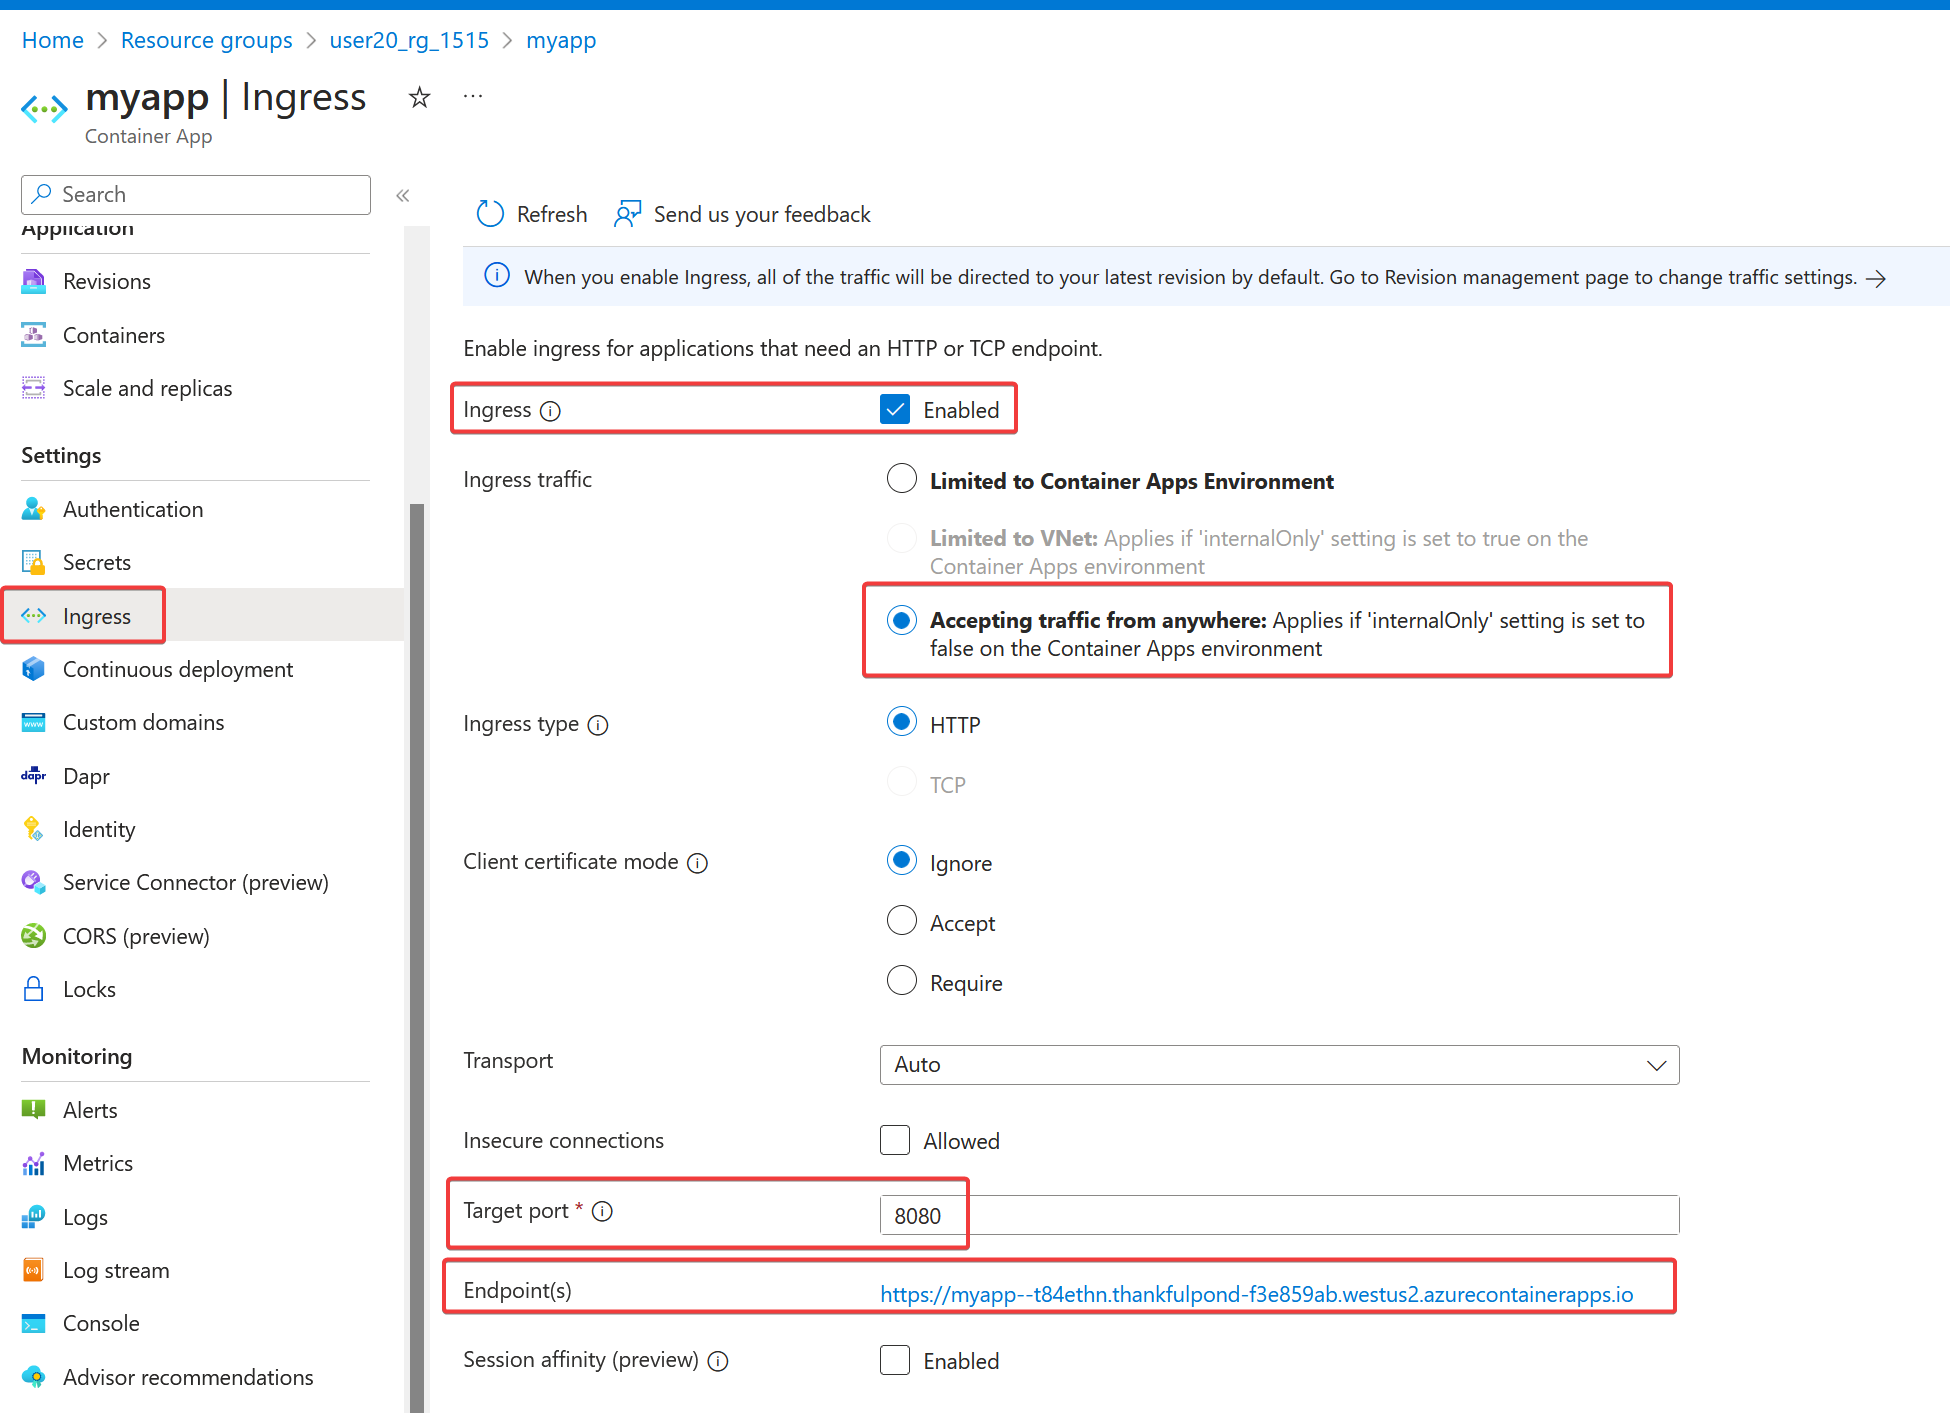 Home > Resource groups > user20_rg_1515 > myapp
myapp | Ingress ☆ ...
Container App
Search «
Application
Revisions
Containers
Scale and replicas
Settings
Authentication
Secrets
Ingress
Continuous deployment
Custom domains
dapr Dapr
Identity
Service Connector (preview)
CORS (preview)
Locks
Monitoring
Alerts
Metrics
Logs
Log stream
Console
Advisor recommendations
Refresh Send us your feedback
When you enable Ingress, all of the traffic will be directed to your latest revision by default. Go to Revision management page to change traffic settings. →
Enable ingress for applications that need an HTTP or TCP endpoint.
Ingress Enabled
Ingress traffic Limited to Container Apps Environment
Limited to VNet: Applies if 'internalOnly' setting is set to true on the
Container Apps environment
Accepting traffic from anywhere: Applies if 'internalOnly' setting is set to
false on the Container Apps environment
Ingress type HTTP
TCP
Client certificate mode Ignore
Accept
Require
Transport Auto
Insecure connections Allowed
Target port * 8080
Endpoint(s) https://myapp--t84ethn.thankfulpond-f3e859ab.westus2.azurecontainerapps.io
Session affinity (preview) Enabled